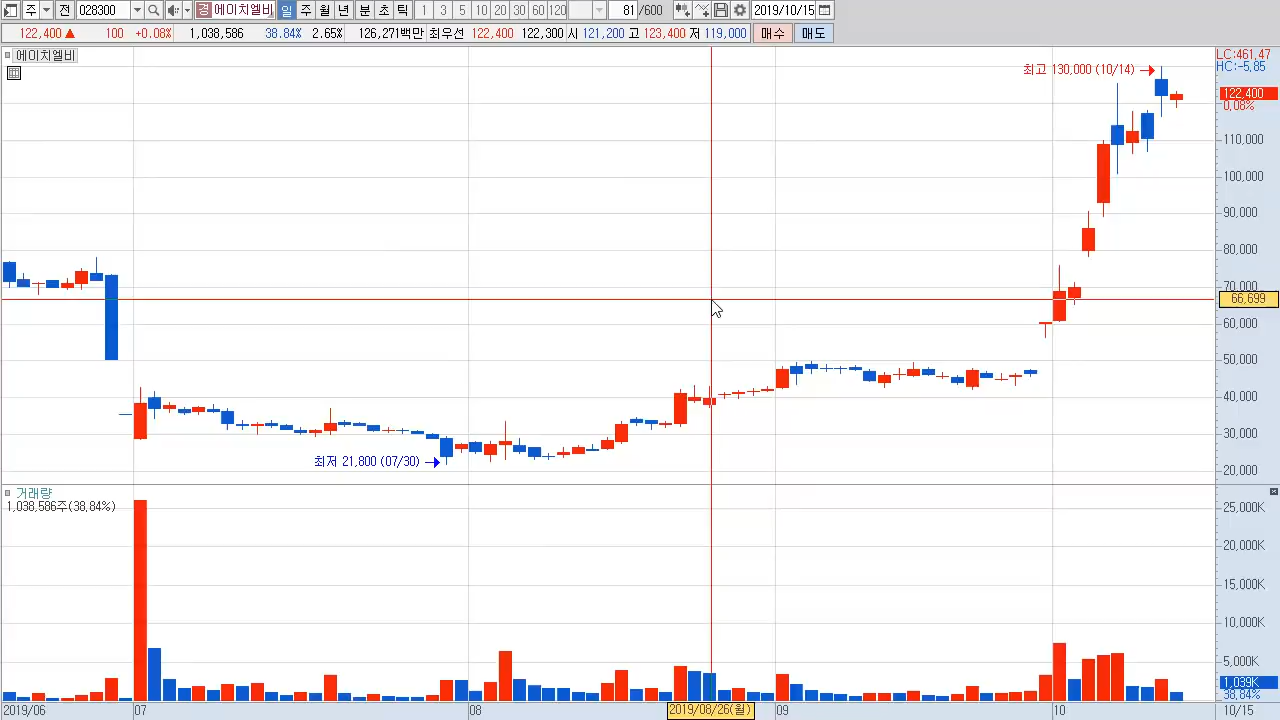 주 전 028300 경 에이치엘비 일 주 월 년 분 초 틱 1 3 5 10 20 30 60 120 81 /600 2019/10/15
122,400 ▲ 100 +0.08% 1,038,586 38.84% 2.65% 126,271백만 최우선 122,400 122,300 시 121,200 고 123,400 저 119,000 매수 매도
에이치엘비
LC:461.47
HC:-5.85
최고 130,000 (10/14)
122,400
0.08%
110,000
100,000
90,000
80,000
70,000
66,699
60,000
50,000
40,000
30,000
최저 21,800 (07/30)
20,000
거래량
1,038,586주(38.84%)
25,000K
20,000K
15,000K
10,000K
5,000K
1,039K
38.84%
2019/06 07 08 2019/08/26(월) 09 10 10/15